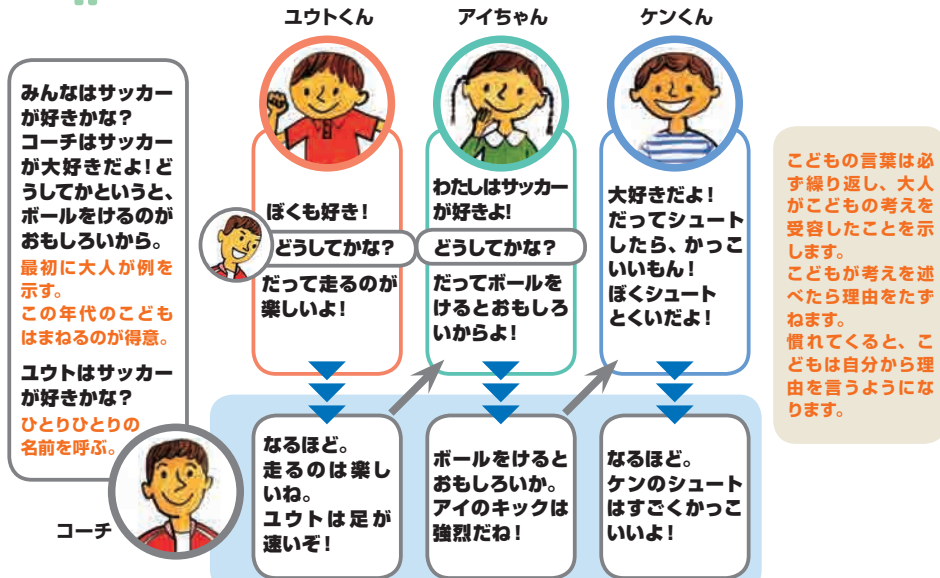 ユウトくん
アイちゃん
ケンくん
みんなはサッカー
が好きかな?
コーチはサッカー
が大好きだよ!ど
うしてかというと、
ボールをけるのが
おもしろいから。
最初に大人が例を
示す。
この年代のこども
はまねるのが得意。
ユウトはサッカー
が好きかな?
ひとりひとりの
名前を呼ぶ。
コーチ
ぼくも好き!
どうしてかな?
だって走るのが
楽しいよ!
なるほど。
走るのは楽し
いね。
ユウトは足が
速いぞ!
わたしはサッカー
が好きよ!
どうしてかな?
だってボールを
けるとおもしろ
いからよ!
ボールをけると
おもしろいか。
アイのキックは
強烈だね!
大好きだよ!
だってシュート
したら、かっこ
いいもん!
ぼくシュート
とくいだよ!
なるほど。
ケンのシュート
はすごくかっこ
いいよ!
こどもの言葉は必
ず繰り返し、大人
がこどもの考えを
受容したことを示
します。
こどもが考えを述
べたら理由をたず
ねます。
慣れてくると、こ
どもは自分から理
由を言うようにな
ります。